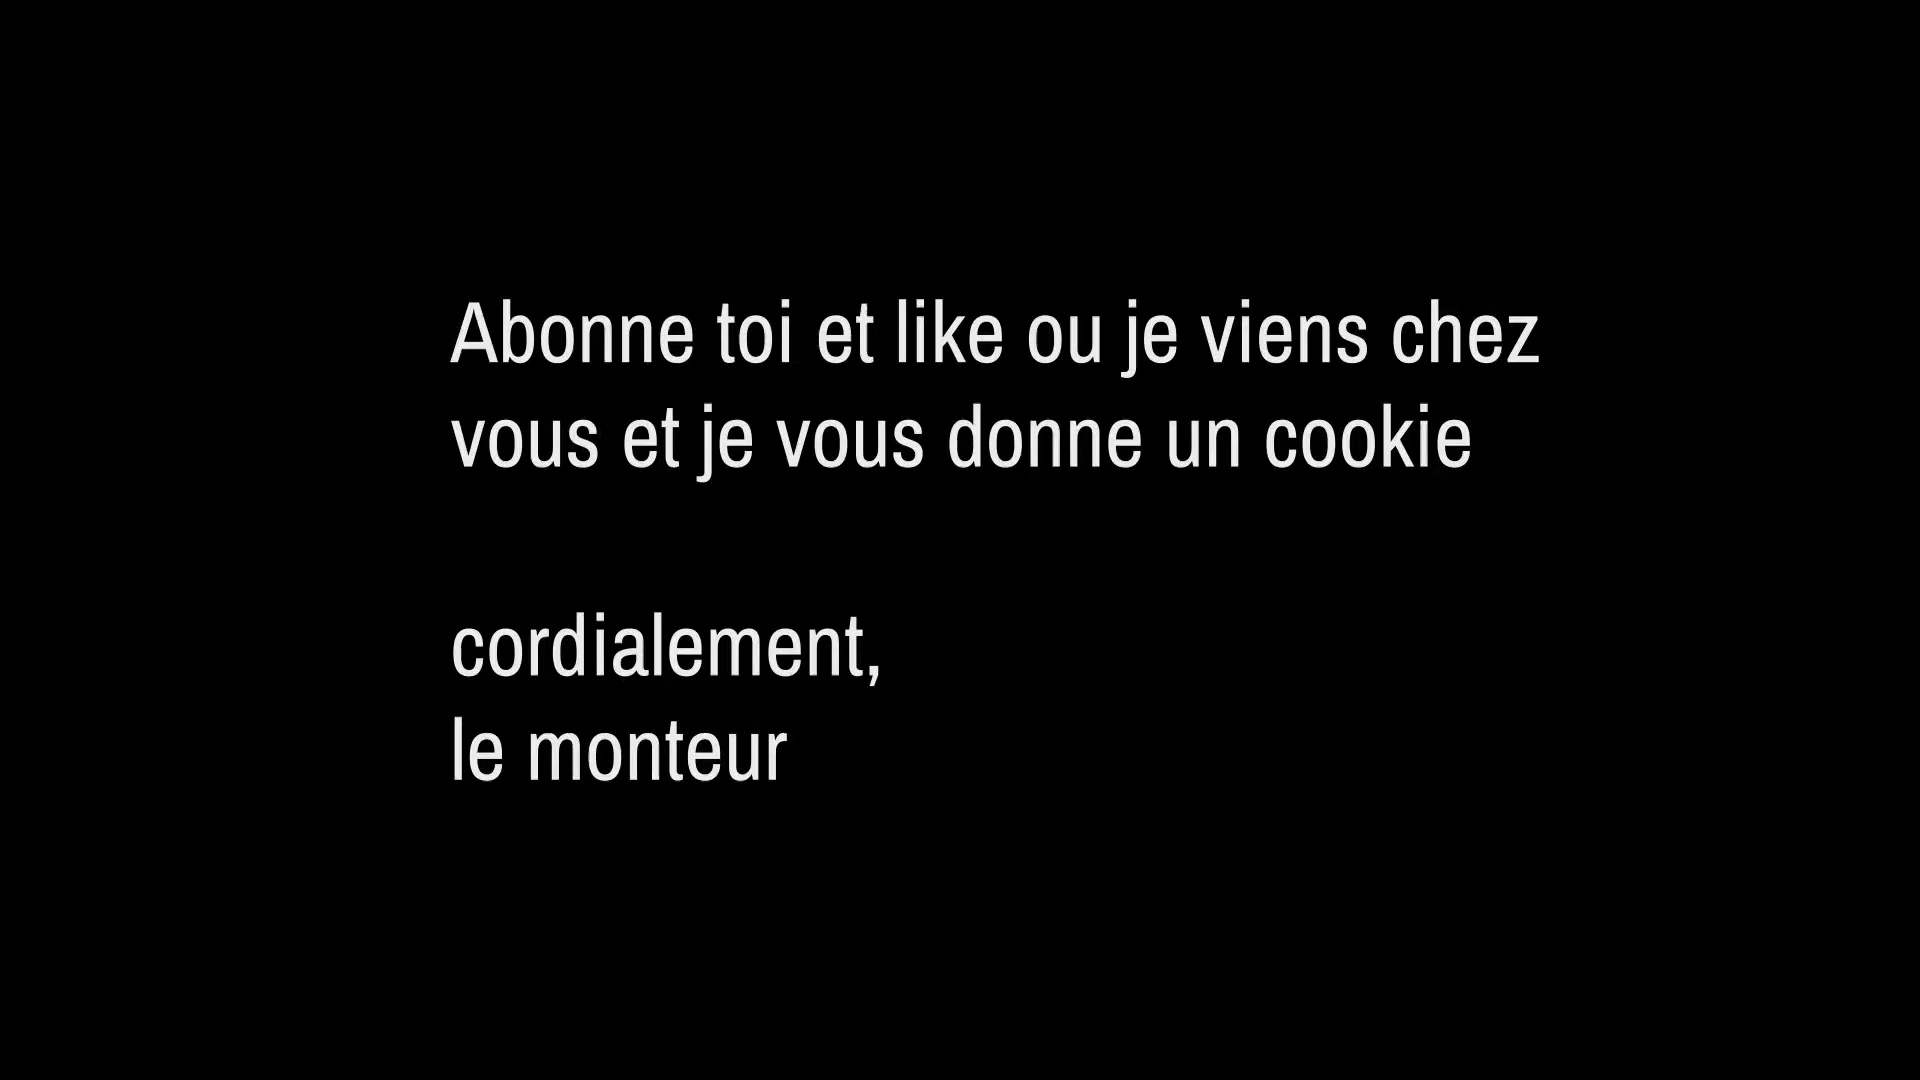 Abonne toi et like ou je viens chez
vous et je vous donne un cookie
cordialement,
le monteur